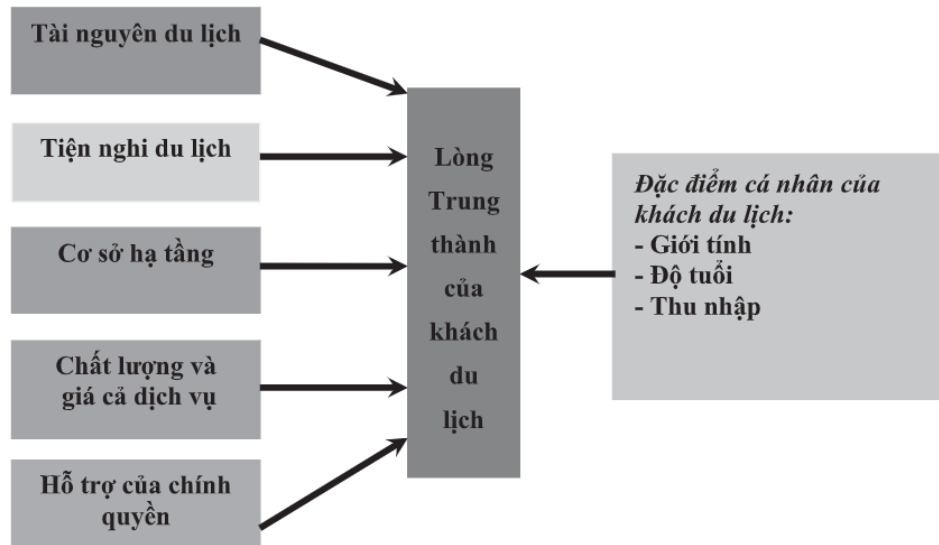 Tài nguyên du lịch
Tiện nghi du lịch
Cơ sở hạ tầng
Chất lượng và
giá cả dịch vụ
Hỗ trợ của chính
quyền
Lòng
Trung
thành
của
khách
du
lịch
Đặc điểm cá nhân của
khách du lịch:
- Giới tính
- Độ tuổi
- Thu nhập